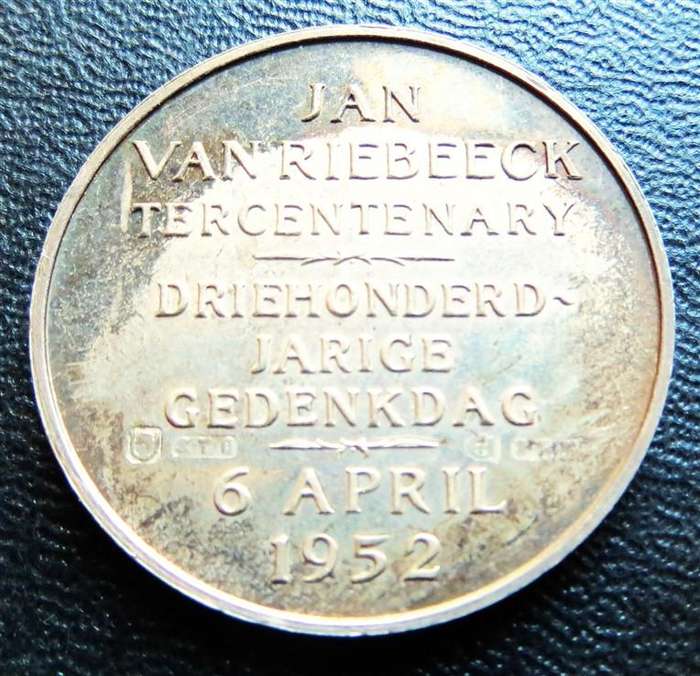 JAN
VAN RIEBEECK
TERCENTENARY
DRIEHONDERD-
JARIGE
GEDENKDAG
6 APRIL
1952